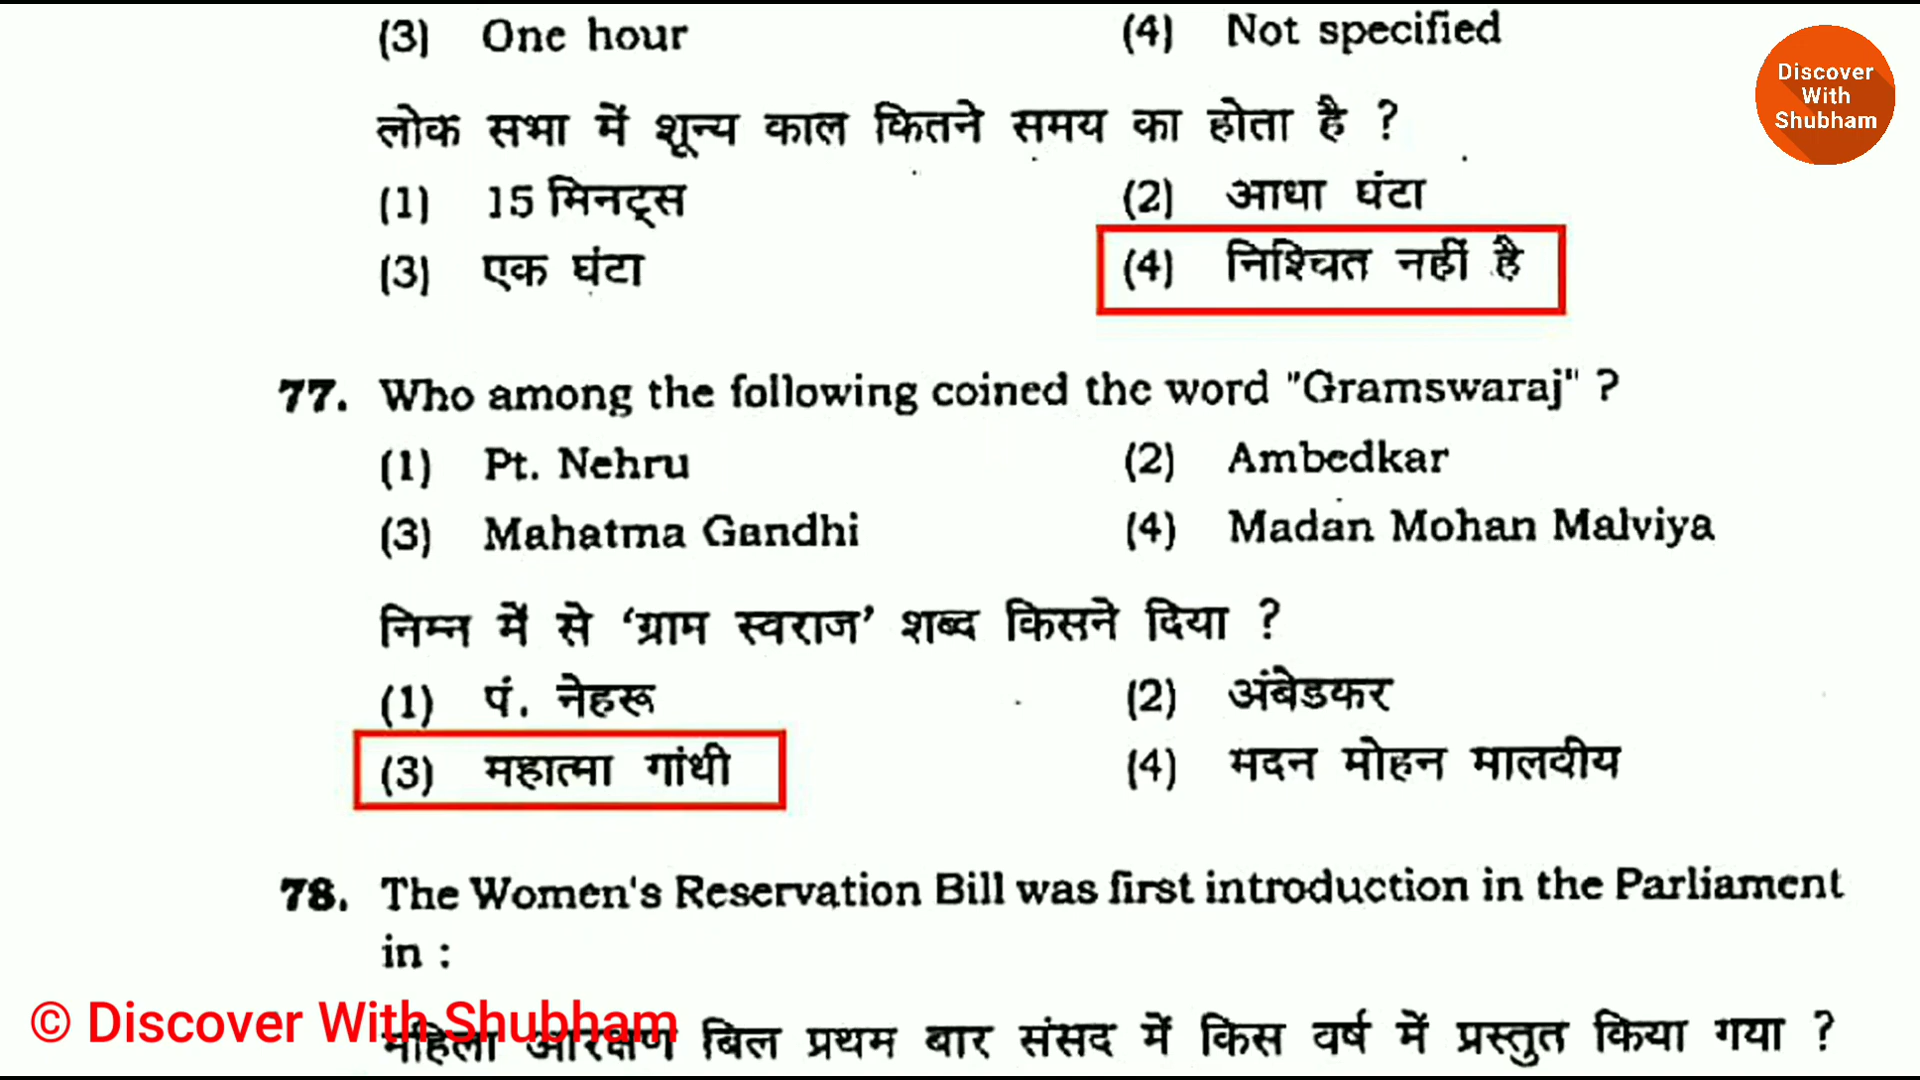 (3) One hour (4) Not specified
Discover
With
Shubham
लोक सभा में शून्य काल कितने समय का होता है ?
(1) 15 मिनट्स (2) आधा घंटा
(3) एक घंटा (4) निश्चित नहीं है
77. Who among the following coined the word "Gramswaraj" ?
(1) Pt. Nehru (2) Ambedkar
(3) Mahatma Gandhi (4) Madan Mohan Malviya
निम्न में से ‘ग्राम स्वराज’ शब्द किसने दिया ?
(1) पं. नेहरू (2) अंबेडकर
(3) महात्मा गांधी (4) मदन मोहन मालवीय
78. The Women's Reservation Bill was first introduction in the Parliament
in :
© Discover With Shubham
महिला आरक्षण बिल प्रथम बार संसद में किस वर्ष में प्रस्तुत किया गया ?